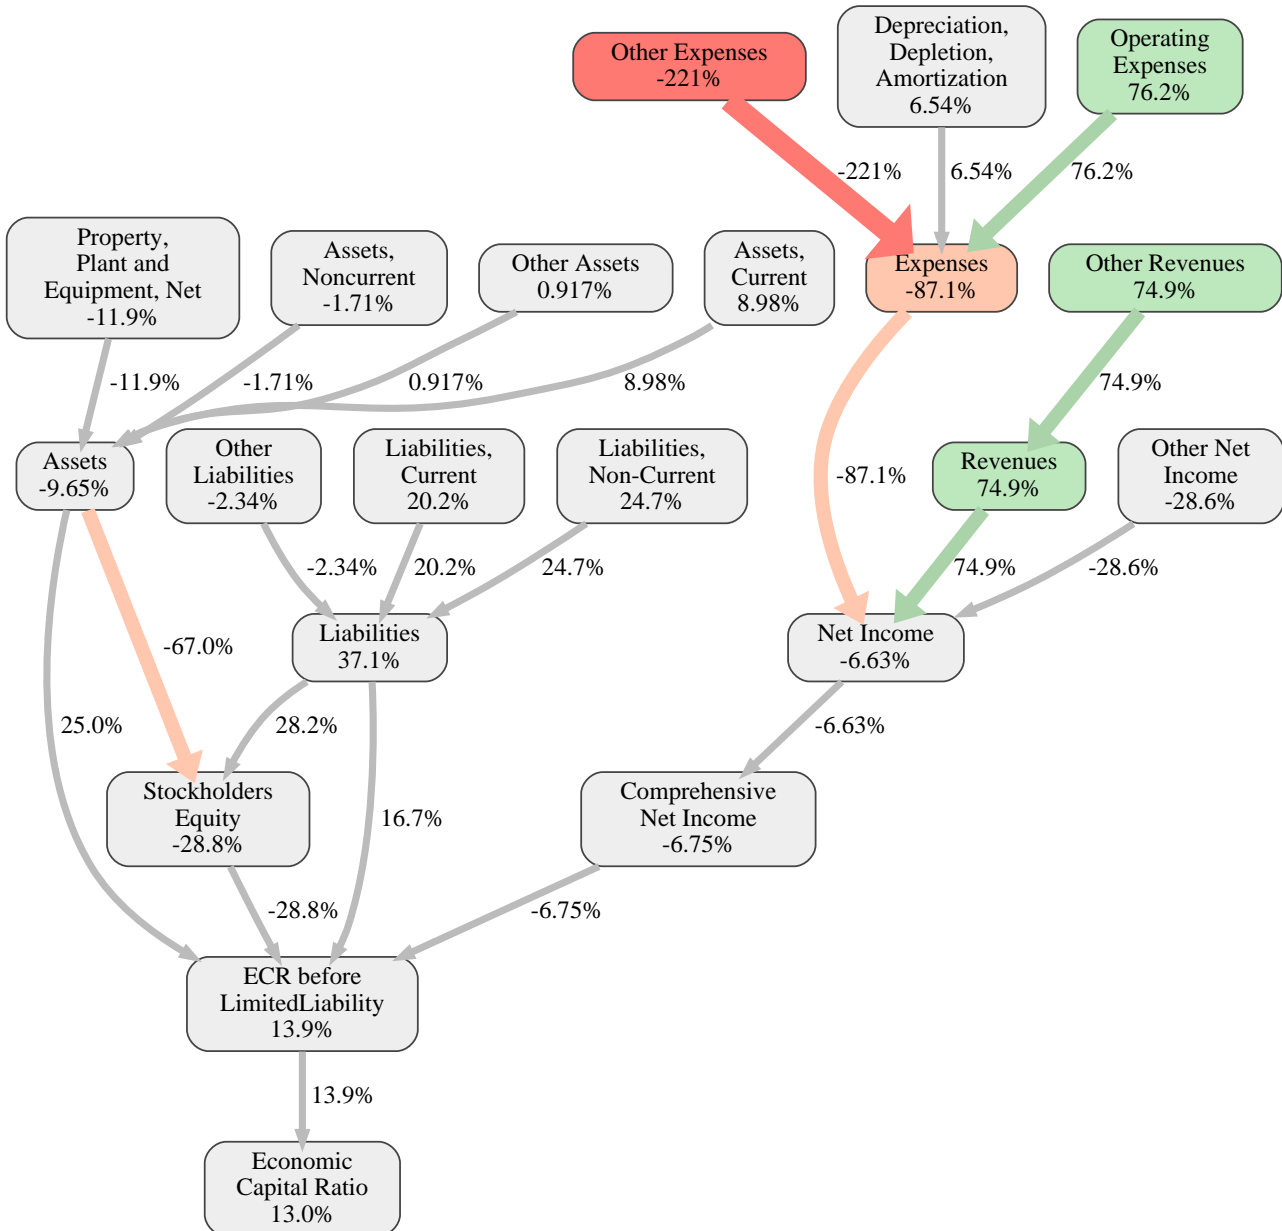 Other Expenses
-221%
Depreciation,
Depletion,
Amortization
6.54%
Operating
Expenses
76.2%
-221%
6.54%
76.2%
Property,
Plant and
Equipment, Net
-11.9%
Assets,
Noncurrent
-1.71%
Other Assets
0.917%
Assets,
Current
8.98%
Expenses
-87.1%
Other Revenues
74.9%
-11.9%
-1.71%
0.917%
8.98%
74.9%
Assets
-9.65%
Other
Liabilities
-2.34%
Liabilities,
Current
20.2%
Liabilities,
Non-Current
24.7%
-87.1%
Revenues
74.9%
Other Net
Income
-28.6%
-2.34%
20.2%
24.7%
74.9%
-28.6%
-67.0%
Liabilities
37.1%
Net Income
-6.63%
25.0%
28.2%
-6.63%
Stockholders
Equity
-28.8%
16.7%
Comprehensive
Net Income
-6.75%
-28.8%
-6.75%
ECR before
LimitedLiability
13.9%
13.9%
Economic
Capital Ratio
13.0%